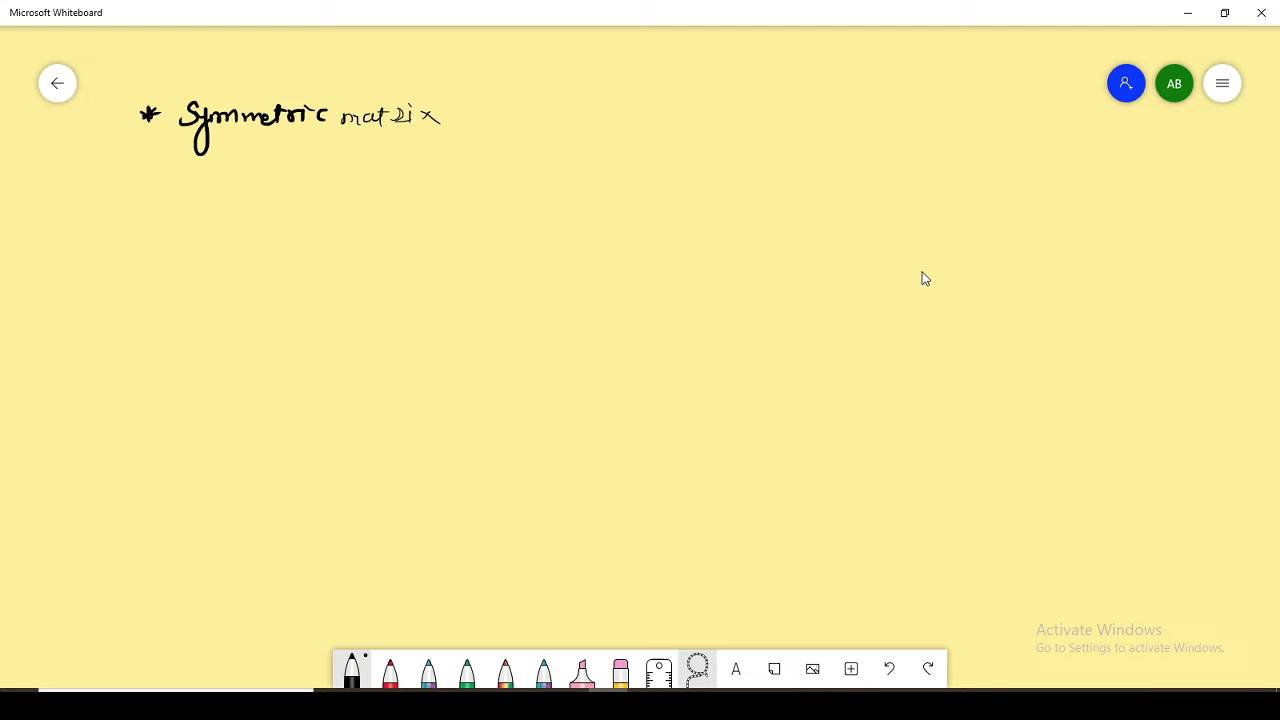 Microsoft Whiteboard
AB
* Symmetric matrix
Activate Windows
Go to Settings to activate Windows.
A